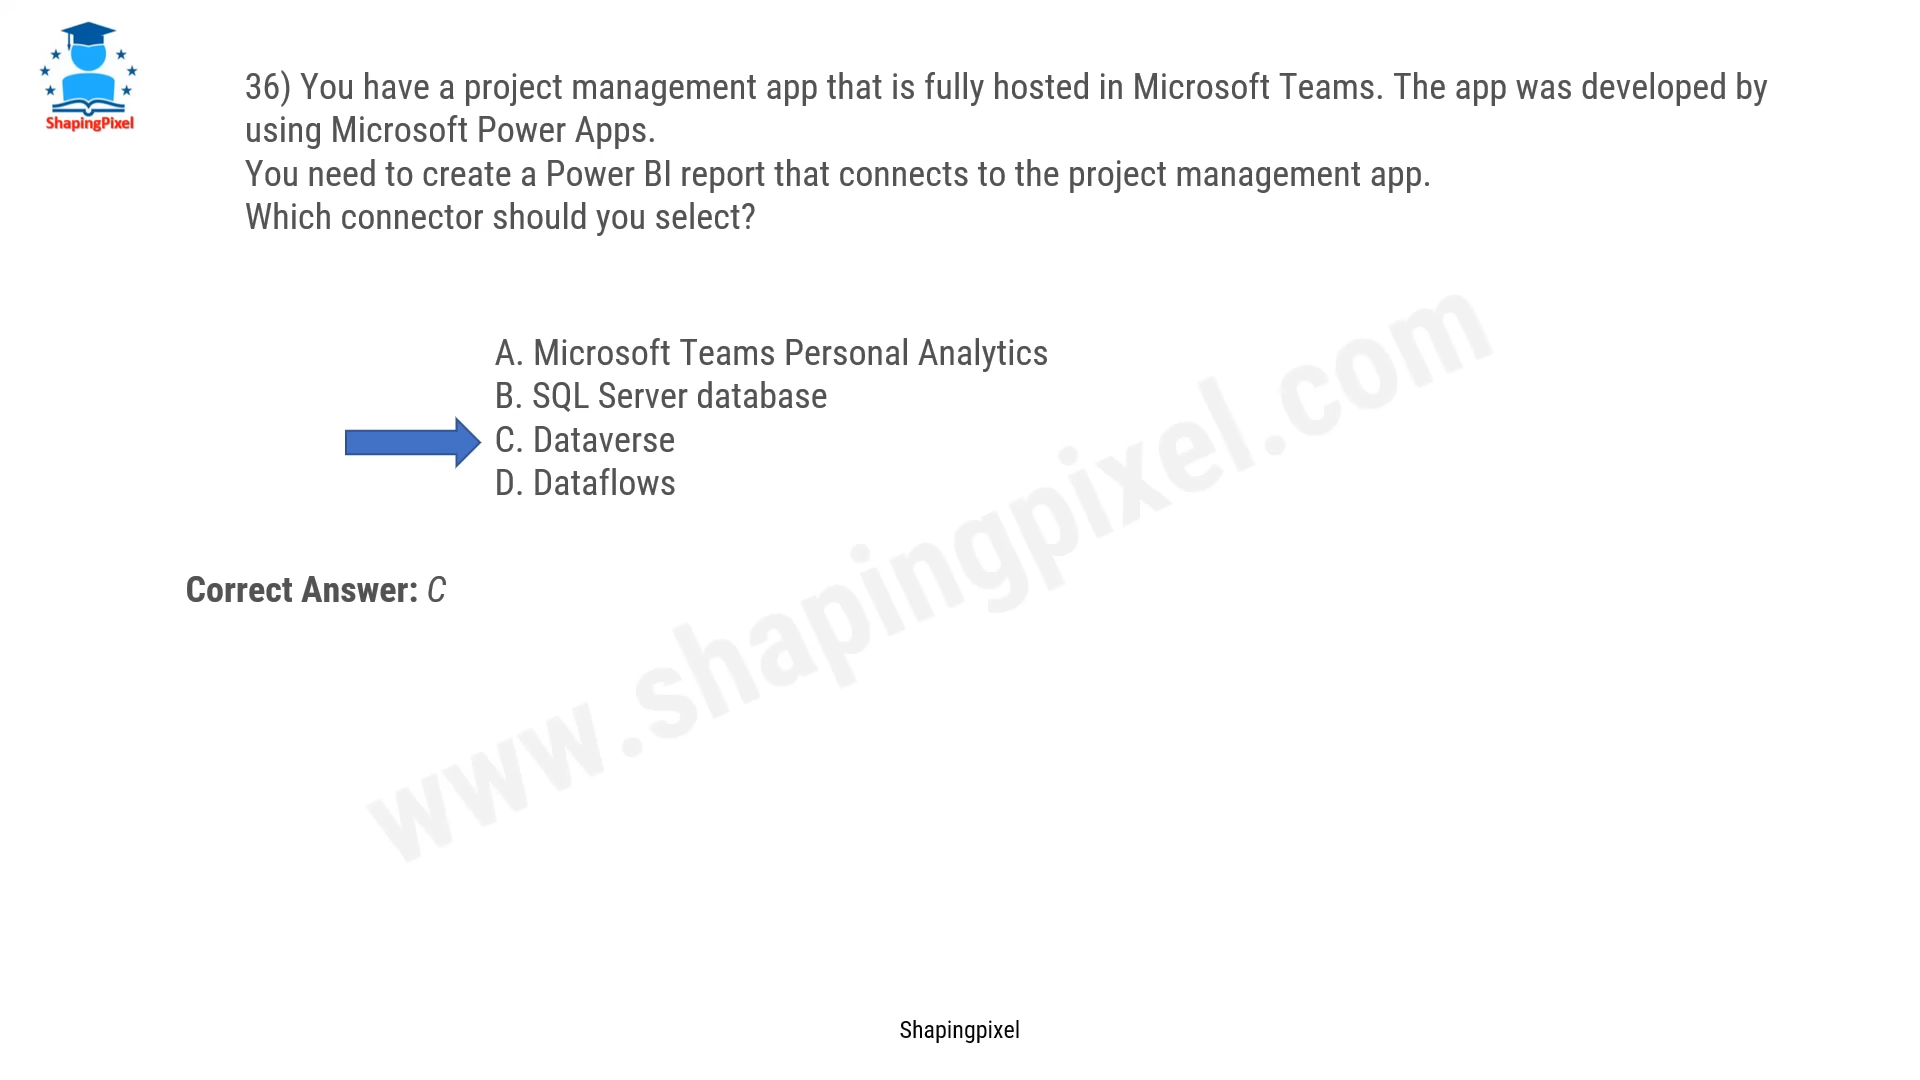 ShapingPixel
36) You have a project management app that is fully hosted in Microsoft Teams. The app was developed by
using Microsoft Power Apps.
You need to create a Power BI report that connects to the project management app.
Which connector should you select?
A. Microsoft Teams Personal Analytics
B. SQL Server database
C. Dataverse
D. Dataflows
Correct Answer: C
www.shapingpixel.com
Shapingpixel